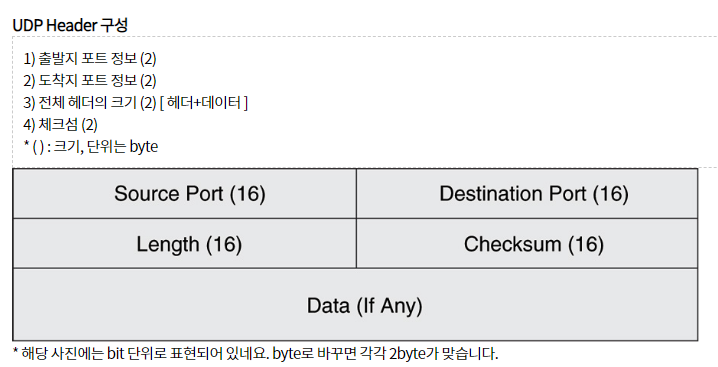 UDP Header 구성
1) 출발지 포트 정보 (2)
2) 도착지 포트 정보 (2)
3) 전체 헤더의 크기 (2) [ 헤더+데이터 ]
4) 체크섬 (2)
* ( ) : 크기, 단위는 byte
Source Port (16) Destination Port (16)
Length (16) Checksum (16)
Data (If Any)
* 해당 사진에는 bit 단위로 표현되어 있네요. byte로 바꾸면 각각 2byte가 맞습니다.